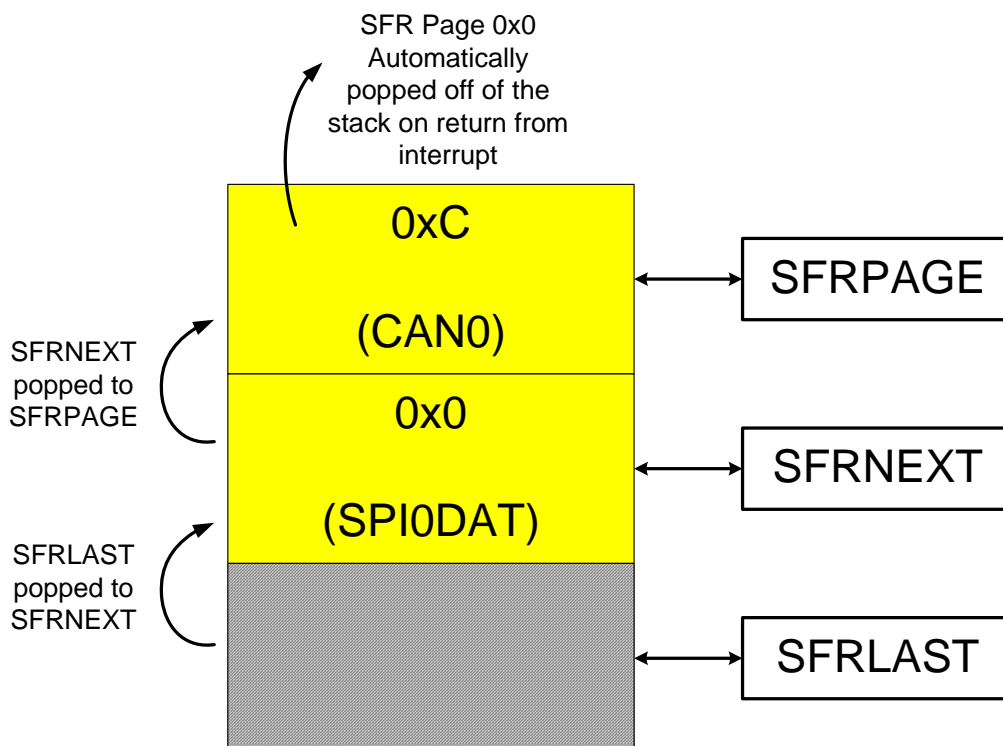 SFR Page 0x0
Automatically
popped off of the
stack on return from
interrupt
0xC
(CAN0)
SFRPAGE
SFRNEXT
popped to
SFRPAGE
0x0
(SPI0DAT)
SFRNEXT
SFRLAST
popped to
SFRNEXT
SFRLAST